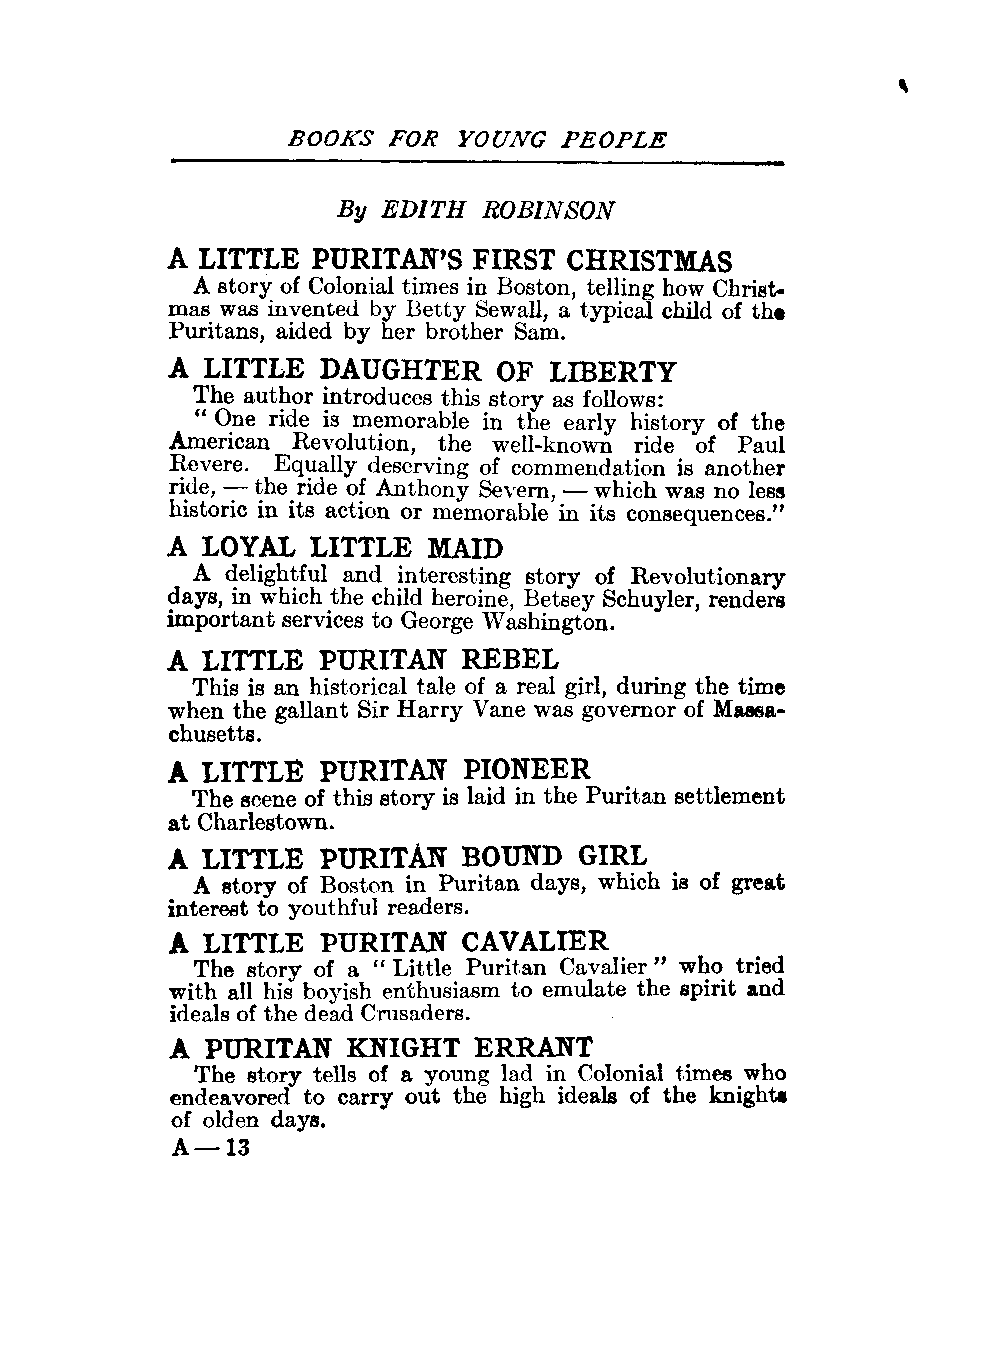 BOOKS FOR YOUNG PEOPLE
By EDITH ROBINSON
A LITTLE PURITAN'S FIRST CHRISTMAS
A story of Colonial times in Boston, telling how Christ-
mas was invented by Betty Sewall, a typical child of the
Puritans, aided by her brother Sam.
A LITTLE DAUGHTER OF LIBERTY
The author introduces this story as follows:
" One ride is memorable in the early history of the
American Revolution, the well-known ride of Paul
Revere. Equally deserving of commendation is another
ride, — the ride of Anthony Severn, — which was no less
historic in its action or memorable in its consequences."
A LOYAL LITTLE MAID
A delightful and interesting story of Revolutionary
days, in which the child heroine, Betsey Schuyler, renders
important services to George Washington.
A LITTLE PURITAN REBEL
This is an historical tale of a real girl, during the time
when the gallant Sir Harry Vane was governor of Massa-
chusetts.
A LITTLE PURITAN PIONEER
The scene of this story is laid in the Puritan settlement
at Charlestown.
A LITTLE PURITAN BOUND GIRL
A story of Boston in Puritan days, which is of great
interest to youthful readers.
A LITTLE PURITAN CAVALIER
The story of a " Little Puritan Cavalier " who tried
with all his boyish enthusiasm to emulate the spirit and
ideals of the dead Crusaders.
A PURITAN KNIGHT ERRANT
The story tells of a young lad in Colonial times who
endeavored to carry out the high ideals of the knights
of olden days.
A — 13